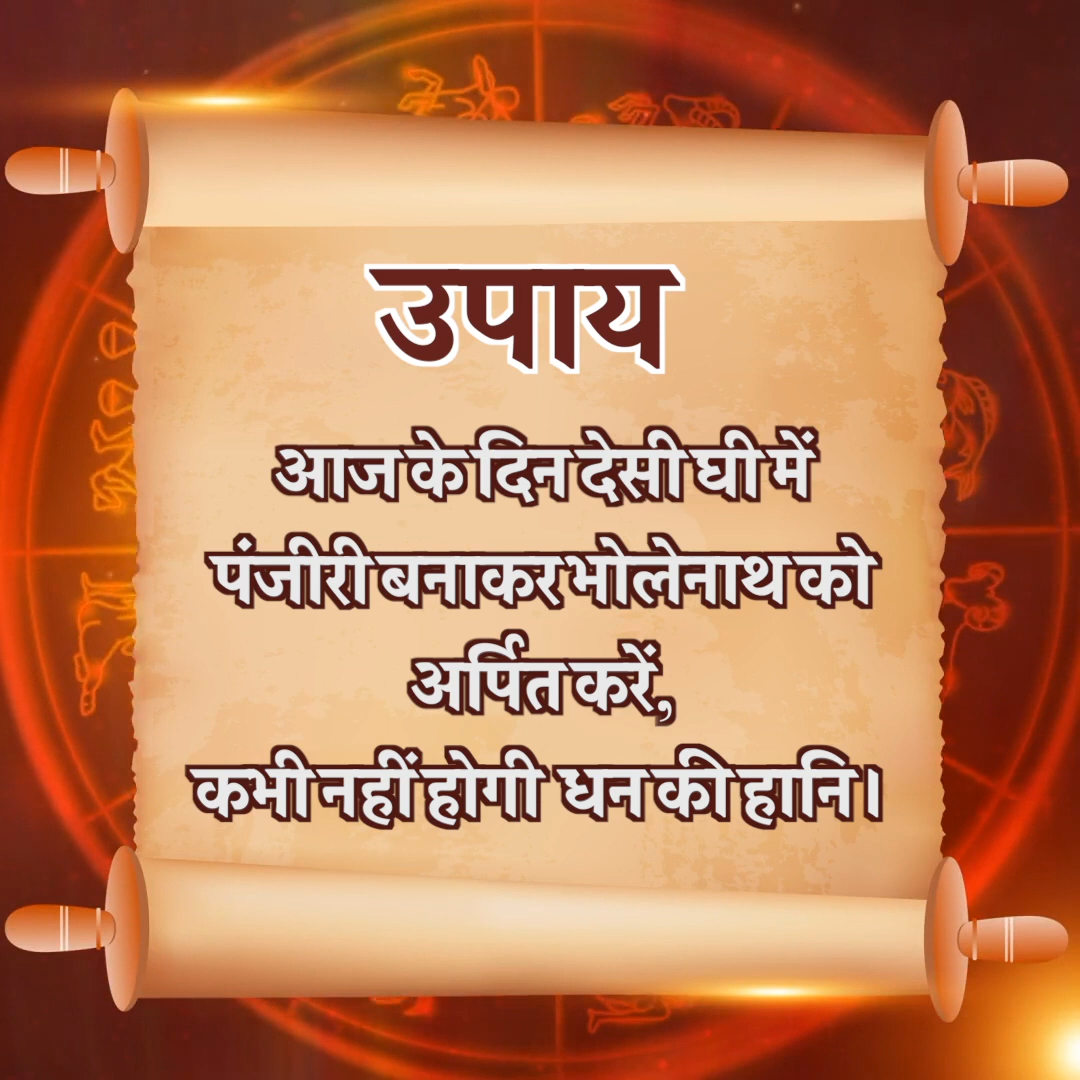 उपाय
आज के दिन देसी घी में
पंजीरी बनाकर भोलेनाथ को
अर्पित करें,
कभी नहीं होगी धन की हानि।